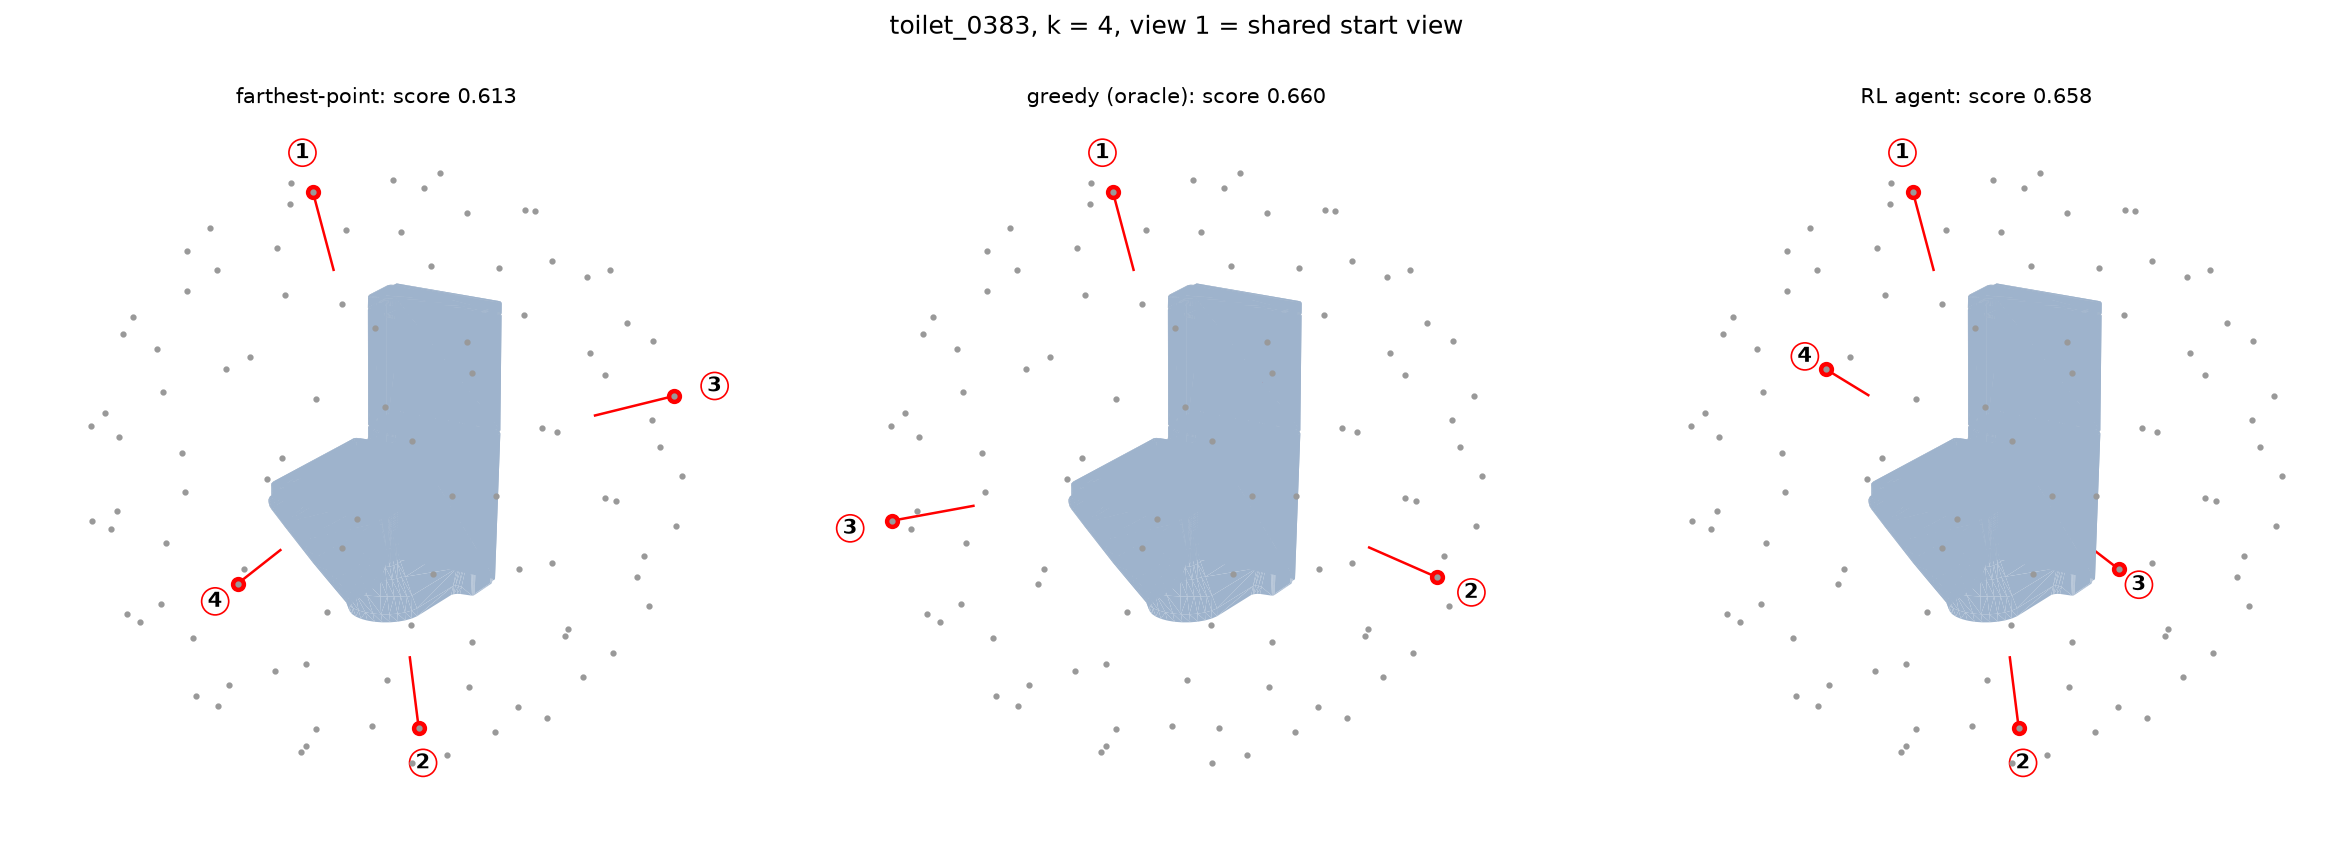 toilet_0383, k = 4, view 1 = shared start view
farthest-point: score 0.613
1
3
4
2
greedy (oracle): score 0.660
1
3
2
RL agent: score 0.658
1
4
3
2